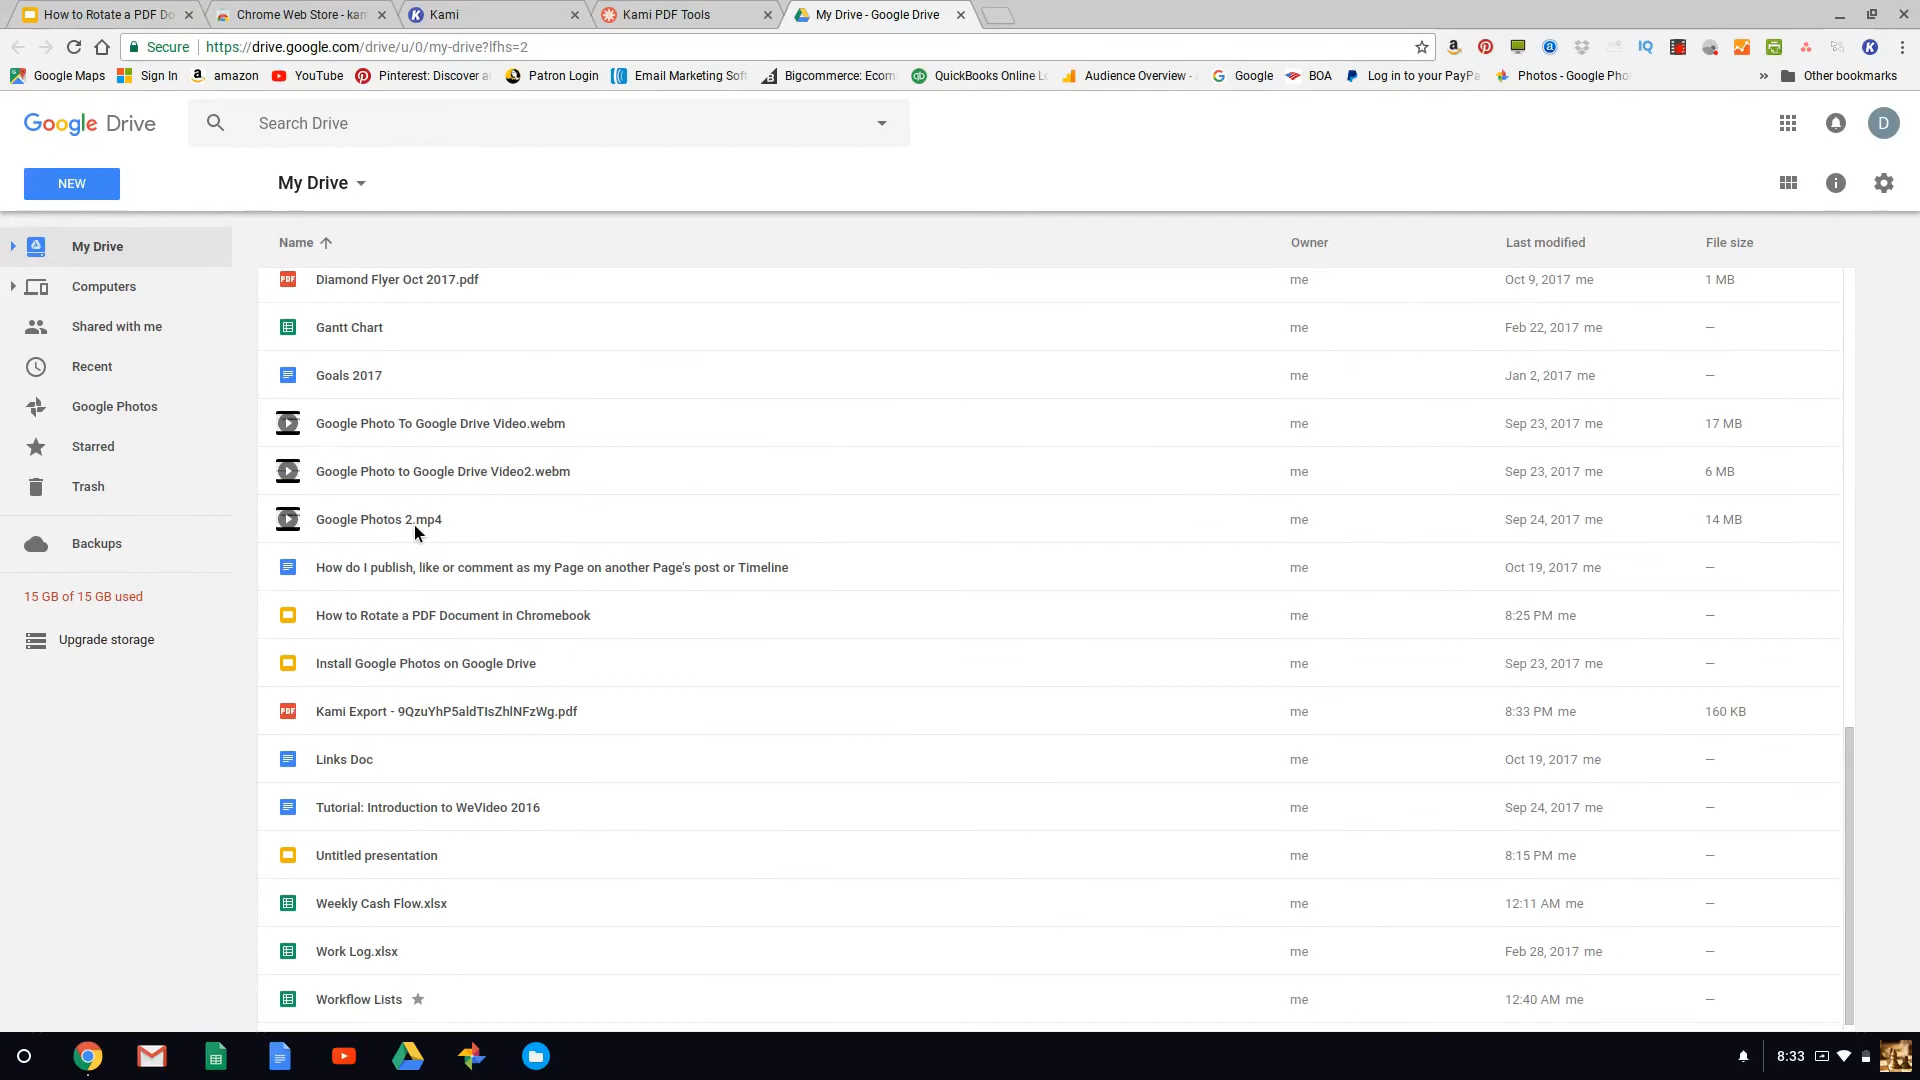 How to Rotate a PDF Do
Chrome Web Store - kam
Kami
Kami PDF Tools
My Drive - Google Drive
Secure
https://drive.google.com/drive/u/0/my-drive?lfhs=2
Google Maps
Sign In
amazon
YouTube
Pinterest: Discover a
Patron Login
Email Marketing Sof
Bigcommerce: Ecom
QuickBooks Online Lo
Audience Overview -
Google
BOA
Log in to your PayPa
Photos - Google Pho
» Other bookmarks
Google Drive
Search Drive
D
NEW
My Drive
My Drive
Computers
Shared with me
Recent
Google Photos
Starred
Trash
Backups
15 GB of 15 GB used
Upgrade storage
Name Owner Last modified File size
Diamond Flyer Oct 2017.pdf me Oct 9, 2017 me 1 MB
Gantt Chart me Feb 22, 2017 me —
Goals 2017 me Jan 2, 2017 me —
Google Photo To Google Drive Video.webm me Sep 23, 2017 me 17 MB
Google Photo to Google Drive Video2.webm me Sep 23, 2017 me 6 MB
Google Photos 2.mp4 me Sep 24, 2017 me 14 MB
How do I publish, like or comment as my Page on another Page's post or Timeline me Oct 19, 2017 me —
How to Rotate a PDF Document in Chromebook me 8:25 PM me —
Install Google Photos on Google Drive me Sep 23, 2017 me —
Kami Export - 9QzuYhP5aldTIsZhlNFzWg.pdf me 8:33 PM me 160 KB
Links Doc me Oct 19, 2017 me —
Tutorial: Introduction to WeVideo 2016 me Sep 24, 2017 me —
Untitled presentation me 8:15 PM me —
Weekly Cash Flow.xlsx me 12:11 AM me —
Work Log.xlsx me Feb 28, 2017 me —
Workflow Lists me 12:40 AM me —
8:33